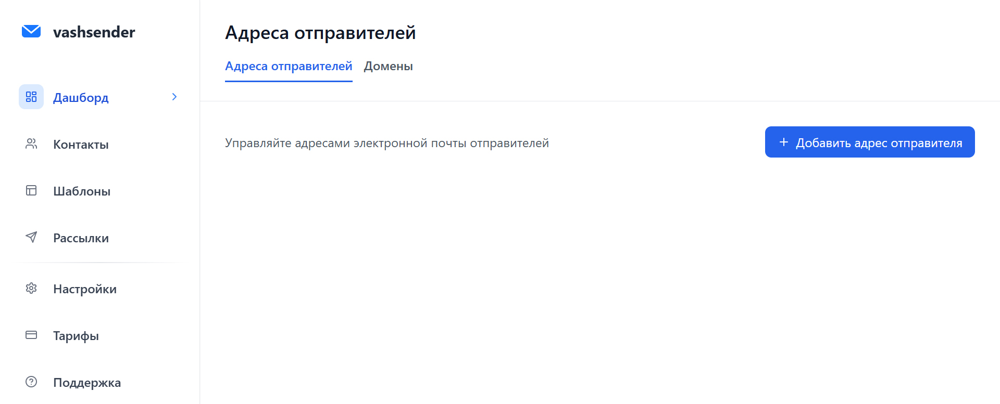 vashsender
Дашборд
Контакты
Шаблоны
Рассылки
Настройки
Тарифы
Поддержка
Адреса отправителей
Адреса отправителей Домены
Управляйте адресами электронной почты отправителей
Добавить адрес отправителя